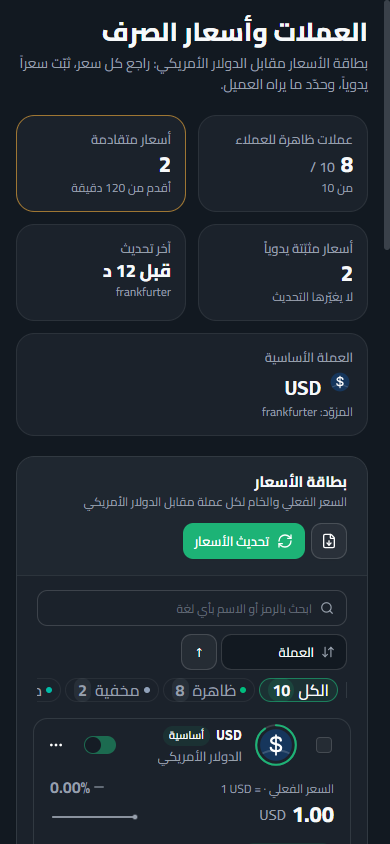 العملات وأسعار الصرف
بطاقة الأسعار مقابل الدولار الأمريكي: راجع كل سعر، ثبّت سعراً
يدوياً، وحدّد ما يراه العميل.
عملات ظاهرة للعملاء
8 / 10
من 10
أسعار متقادمة
2
أقدم من 120 دقيقة
أسعار مثبّتة يدوياً
2
لا يغيّرها التحديث
آخر تحديث
قبل 12 د
frankfurter
العملة الأساسية
$ USD
المزوّد: frankfurter
بطاقة الأسعار
السعر الفعلي والخام لكل عملة مقابل الدولار الأمريكي
تحديث الأسعار
ابحث بالرمز أو الاسم بأي لغة
العملة
↑
الكل 10
ظاهرة 8
مخفية 2
$
USD أساسية
الدولار الأمريكي
السعر الفعلي · = 1 USD
1.00 USD
0.00%